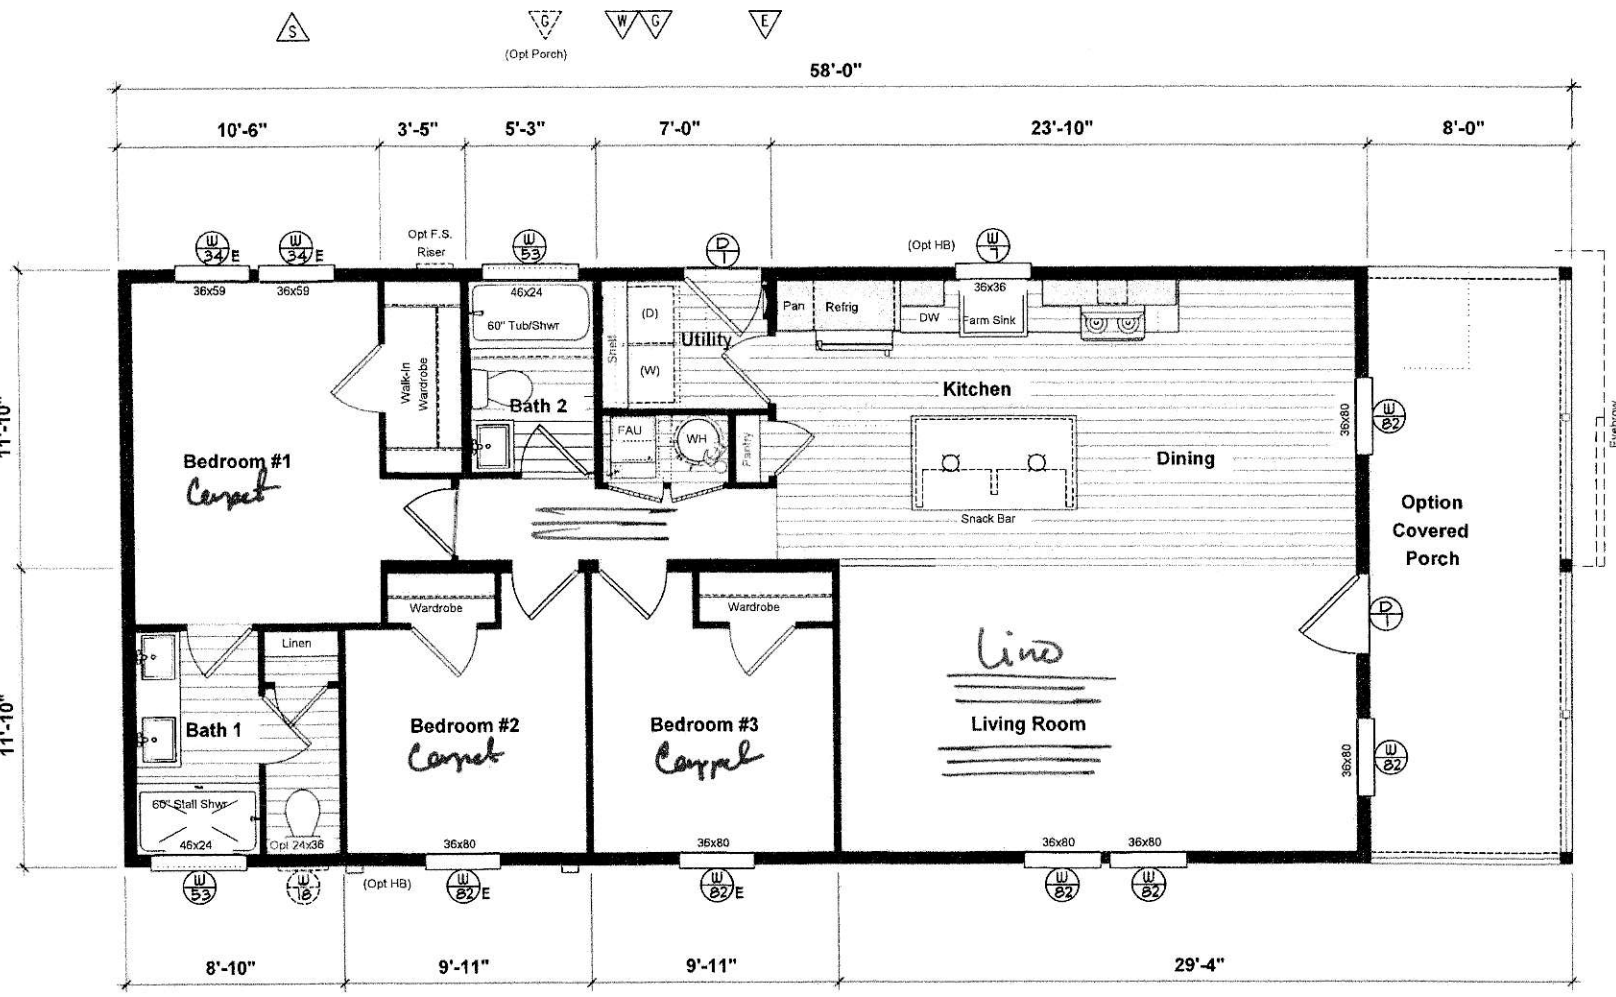 S G W G E
(Opt Porch)
58'-0"
10'-6" 3'-5" 5'-3" 7'-0" 23'-10" 8'-0"
Opt F.S.
Riser
(Opt HB)
W 34 E W 34 E W 53 D 1 W 7
36x59 36x59 46x24 36x36
60" Tub/Shwr
(D)
Pan Refrig DW Farm Sink
Shelf
Utility
(W)
Walk-In
Wardrobe
Bath 2
Kitchen
36x80
W 82
Eyebrow
11'-10"
FAU WH Pantry
Bedroom #1
Carpet
Dining
Snack Bar
Option
Covered
Porch
Wardrobe Wardrobe
D 1
Linen
Lino
Bath 1
Bedroom #2
Carpet
Bedroom #3
Carpet
Living Room
11'-10"
36x80
W 82
60" Stall Shwr
46x24 Opt 24x36 36x80 36x80 36x80 36x80
W 53 W 18 (Opt HB) W 82 E W 82 E W 82 W 82
8'-10" 9'-11" 9'-11" 29'-4"